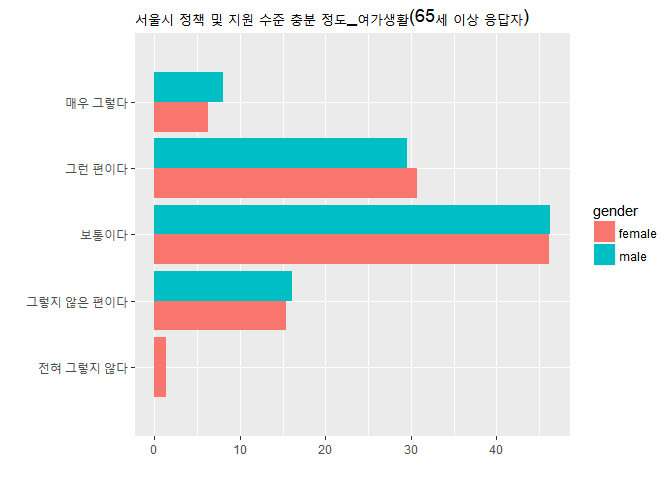 서울시 정책 및 지원 수준 충분 정도_여가생활(65세 이상 응답자)
매우 그렇다
그런 편이다
보통이다
그렇지 않은 편이다
전혀 그렇지 않다
0 10 20 30 40
gender
female
male